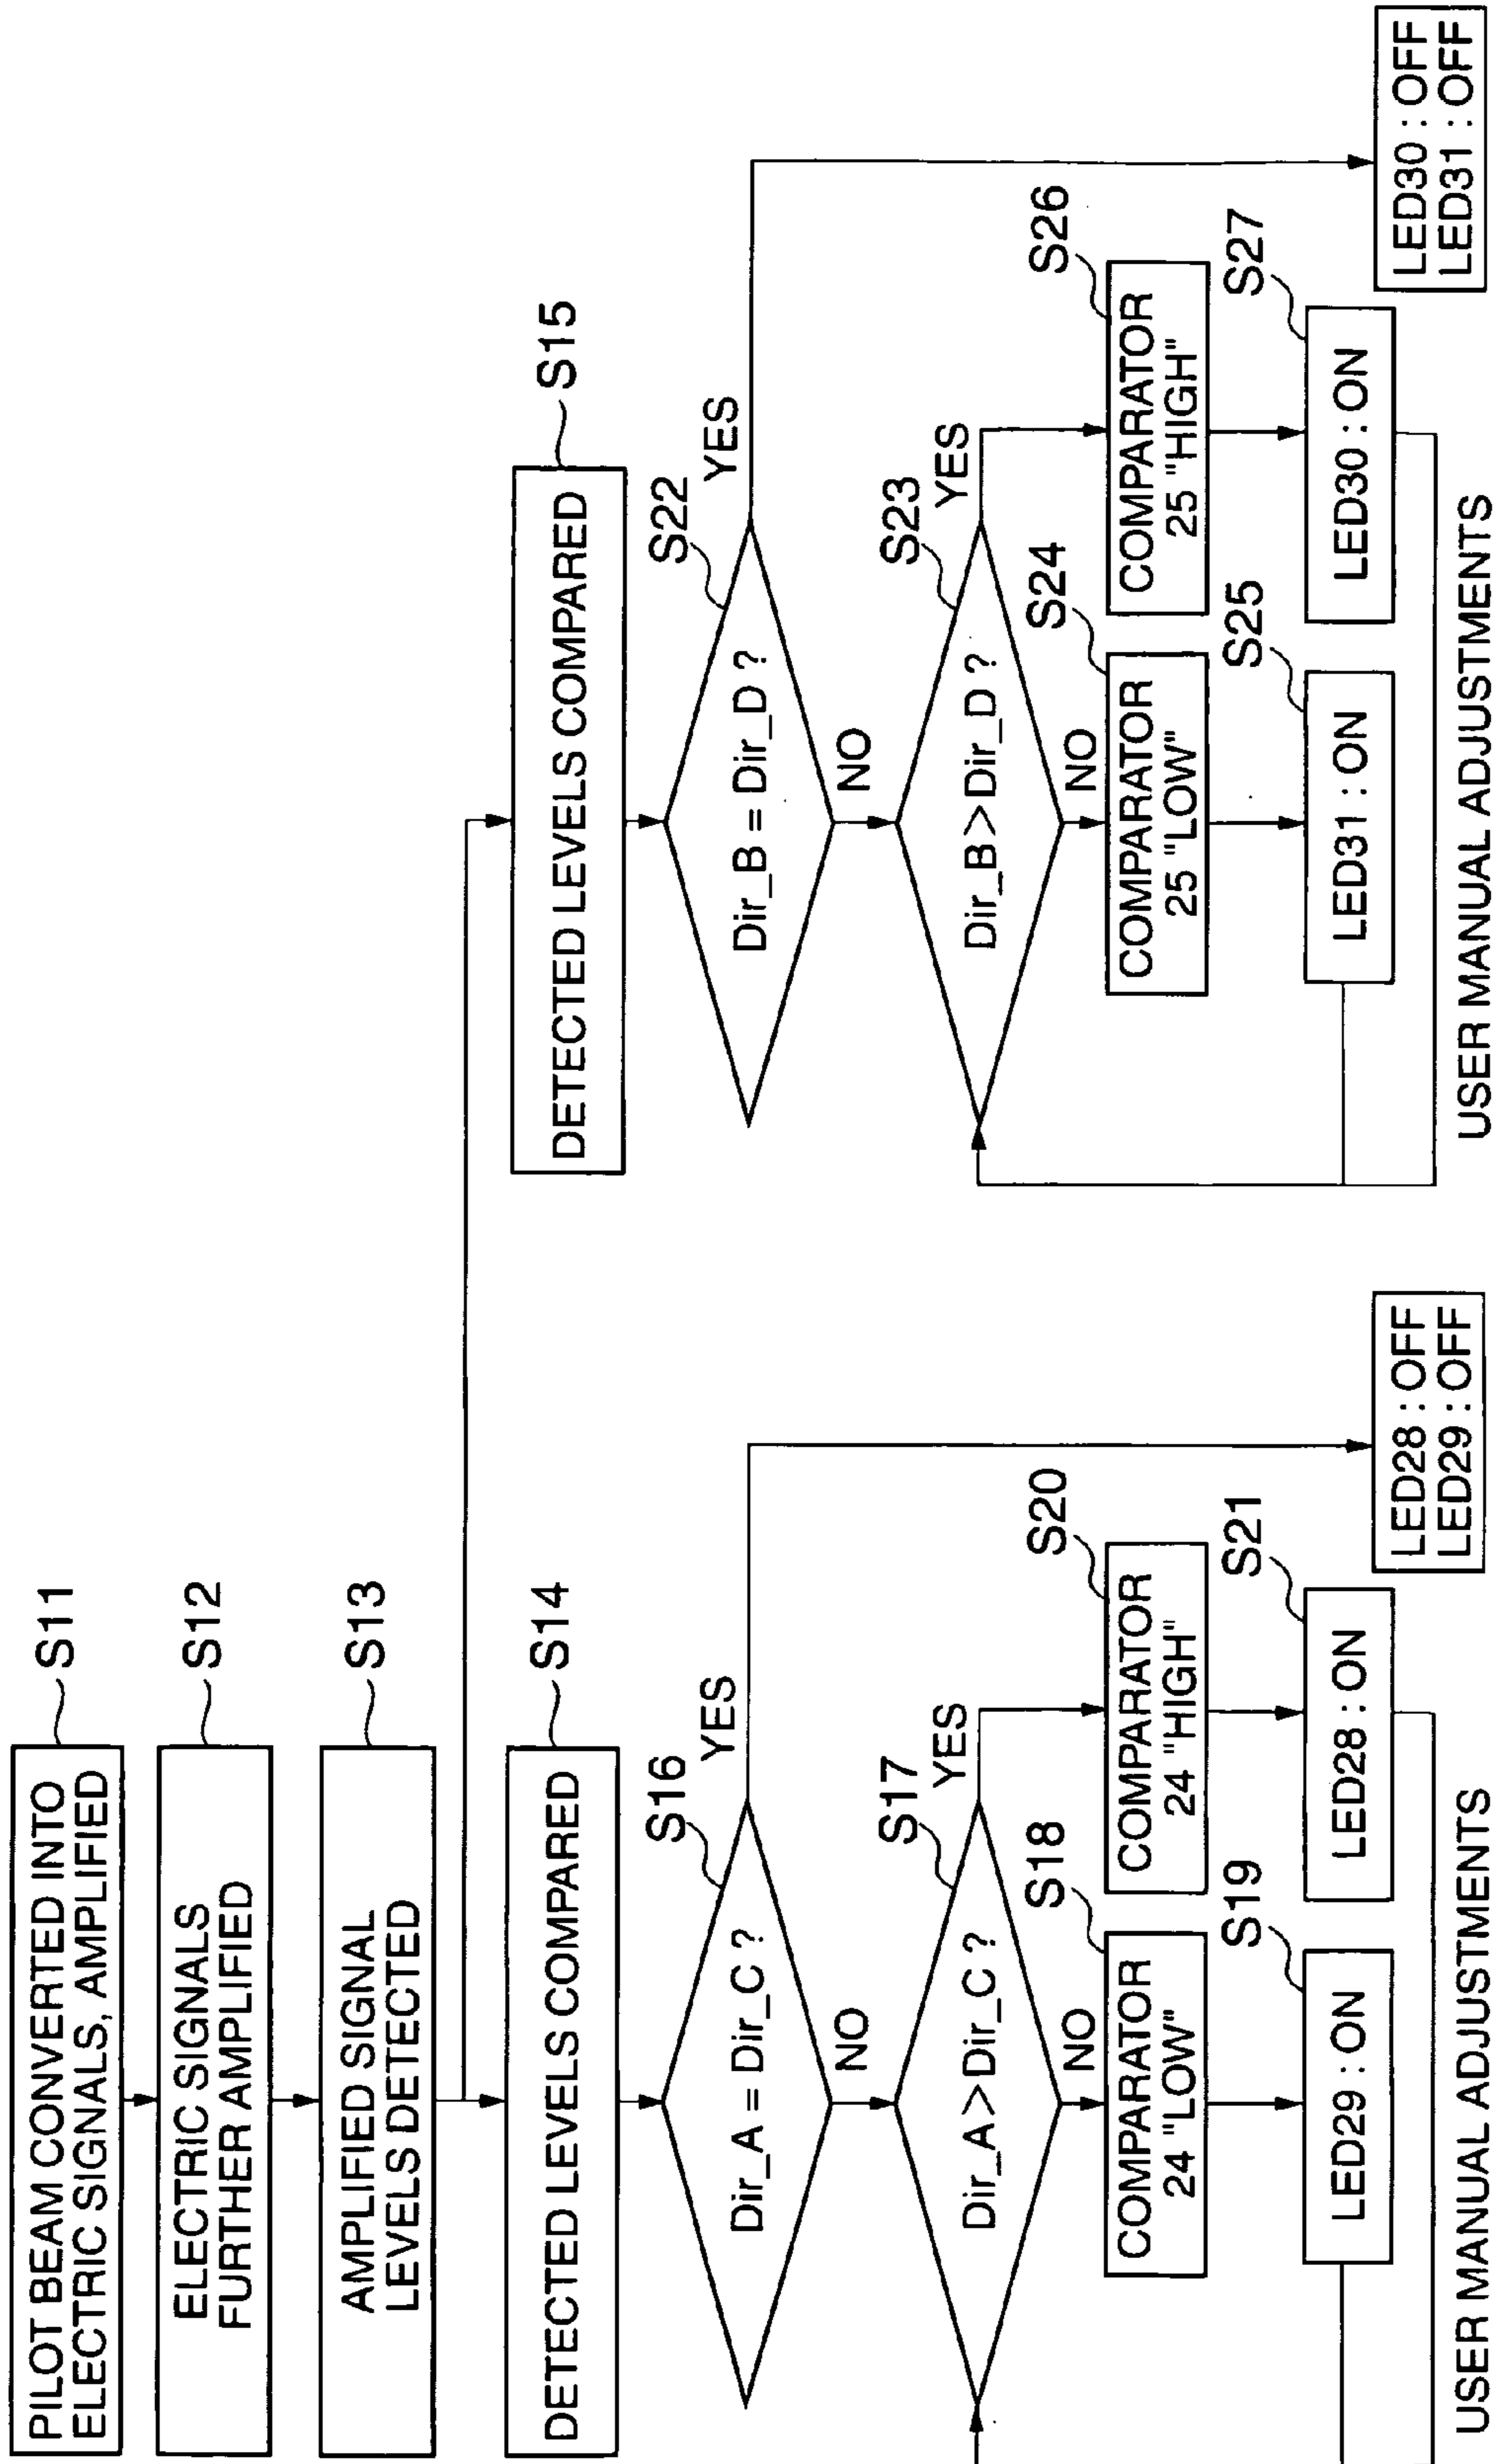 PILOT BEAM CONVERTED INTO
ELECTRIC SIGNALS, AMPLIFIED
S11
ELECTRIC SIGNALS
FURTHER AMPLIFIED
S12
AMPLIFIED SIGNAL
LEVELS DETECTED
S13
DETECTED LEVELS COMPARED
S14
Dir_A = Dir_C ?
S16
YES
NO
Dir_A > Dir_C ?
S17
YES
NO
COMPARATOR
24 "LOW"
S18
COMPARATOR
24 "HIGH"
S20
LED29 : ON
S19
LED28 : ON
S21
LED28 : OFF
LED29 : OFF
USER MANUAL ADJUSTMENTS
DETECTED LEVELS COMPARED
S15
Dir_B = Dir_D ?
S22
YES
NO
Dir_B > Dir_D ?
S23
YES
NO
COMPARATOR
25 "LOW"
S24
COMPARATOR
25 "HIGH"
S26
LED31 : ON
S25
LED30 : ON
S27
LED30 : OFF
LED31 : OFF
USER MANUAL ADJUSTMENTS